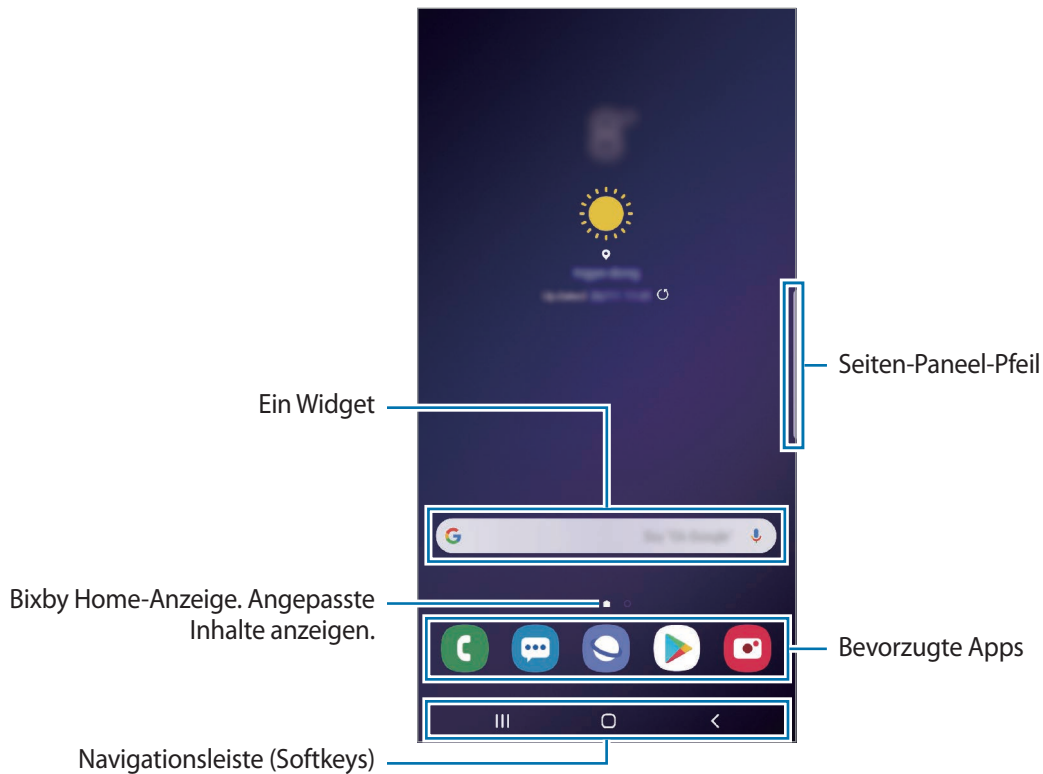 Seiten-Paneel-Pfeil
Ein Widget
Bixby Home-Anzeige. Angepasste
Inhalte anzeigen.
Bevorzugte Apps
Navigationsleiste (Softkeys)